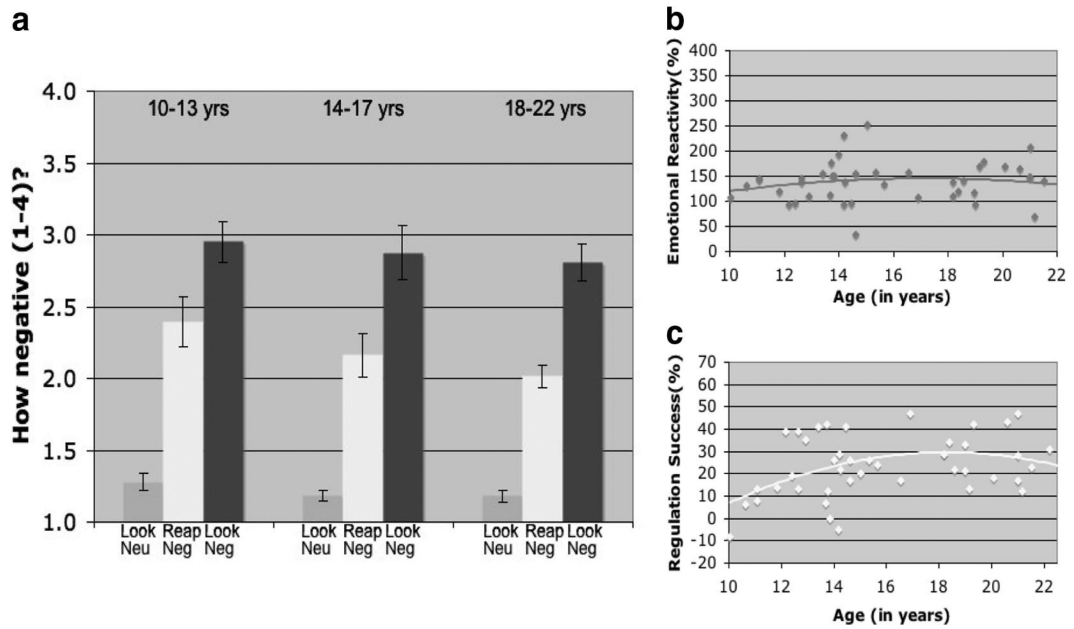 a
How negative (1-4)?
4.0
3.5
3.0
2.5
2.0
1.5
1.0
10-13 yrs
14-17 yrs
18-22 yrs
Look Reap Look
Neu Neg Neg
Look Reap Look
Neu Neg Neg
Look Reap Look
Neu Neg Neg
b
Emotional Reactivity(%)
400
350
300
250
200
150
100
50
0
10 12 14 16 18 20 22
Age (in years)
c
Regulation Success(%)
70
60
50
40
30
20
10
0
-10
-20
10 12 14 16 18 20 22
Age (in years)